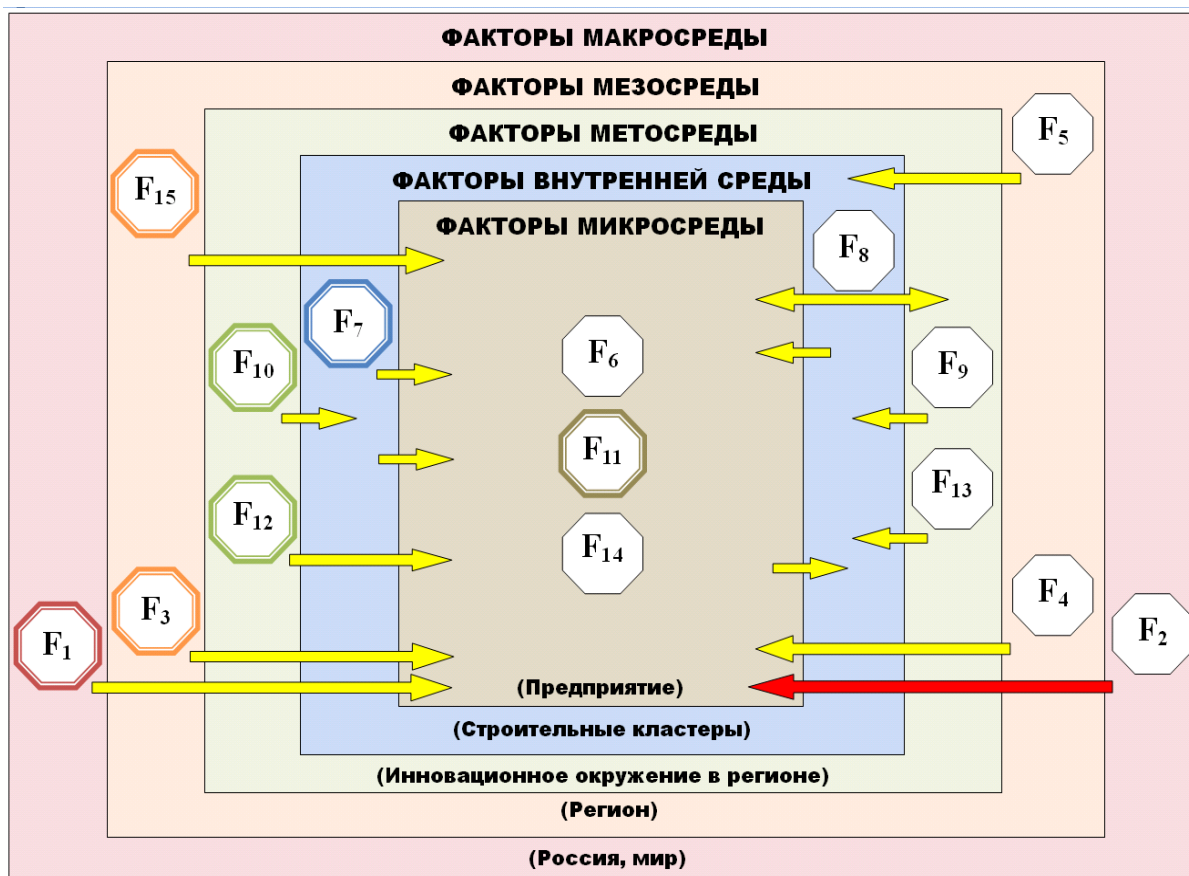 ФАКТОРЫ МАКРОСРЕДЫ
ФАКТОРЫ МЕЗОСРЕДЫ
ФАКТОРЫ МЕТОСРЕДЫ
F5
ФАКТОРЫ ВНУТРЕННЕЙ СРЕДЫ
F15
ФАКТОРЫ МИКРОСРЕДЫ
F8
F7
F6
F10
F9
F11
F13
F12
F14
F4
F3
F2
F1
(Предприятие)
(Строительные кластеры)
(Инновационное окружение в регионе)
(Регион)
(Россия, мир)